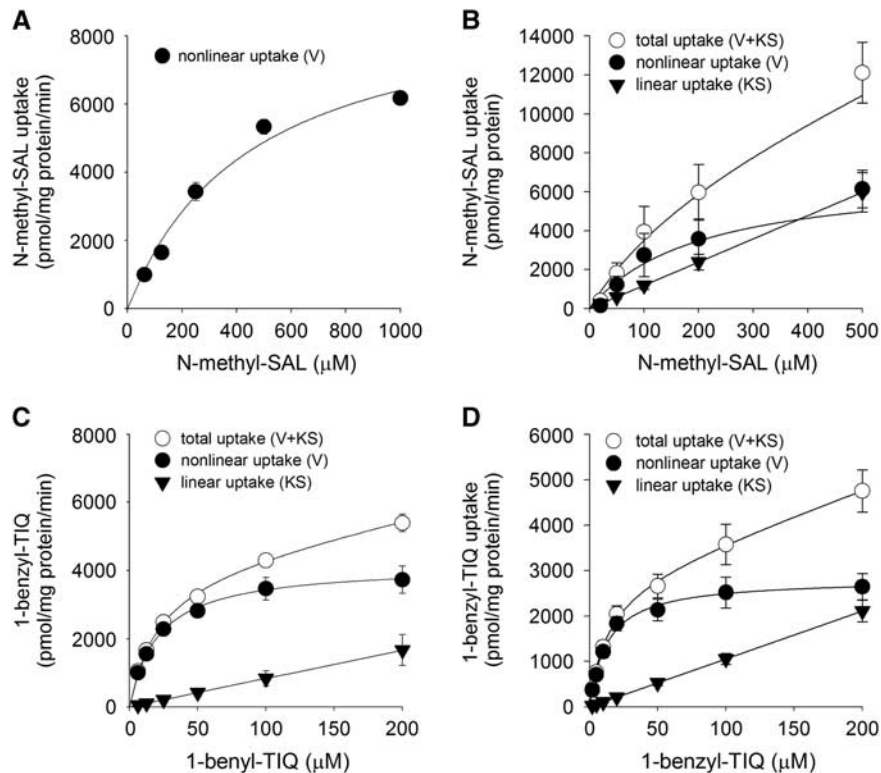 A
nonlinear uptake (V)
N-methyl-SAL uptake
(pmol/mg protein/min)
8000
6000
4000
2000
0
0 200 400 600 800 1000
N-methyl-SAL (μM)
B
total uptake (V+KS)
nonlinear uptake (V)
linear uptake (KS)
N-methyl-SAL uptake
(pmol/mg protein)
14000
12000
10000
8000
6000
4000
2000
0
0 100 200 300 400 500
N-methyl-SAL (μM)
C
total uptake (V+KS)
nonlinear uptake (V)
linear uptake (KS)
1-benzyl-TIQ
(pmol/mg protein/min)
8000
6000
4000
2000
0
0 50 100 150 200
1-benyl-TIQ (μM)
D
total uptake (V+KS)
nonlinear uptake (V)
linear uptake (KS)
1-benzyl-TIQ uptake
(pmol/mg protein/min)
6000
5000
4000
3000
2000
1000
0
0 50 100 150 200
1-benzyl-TIQ (μM)